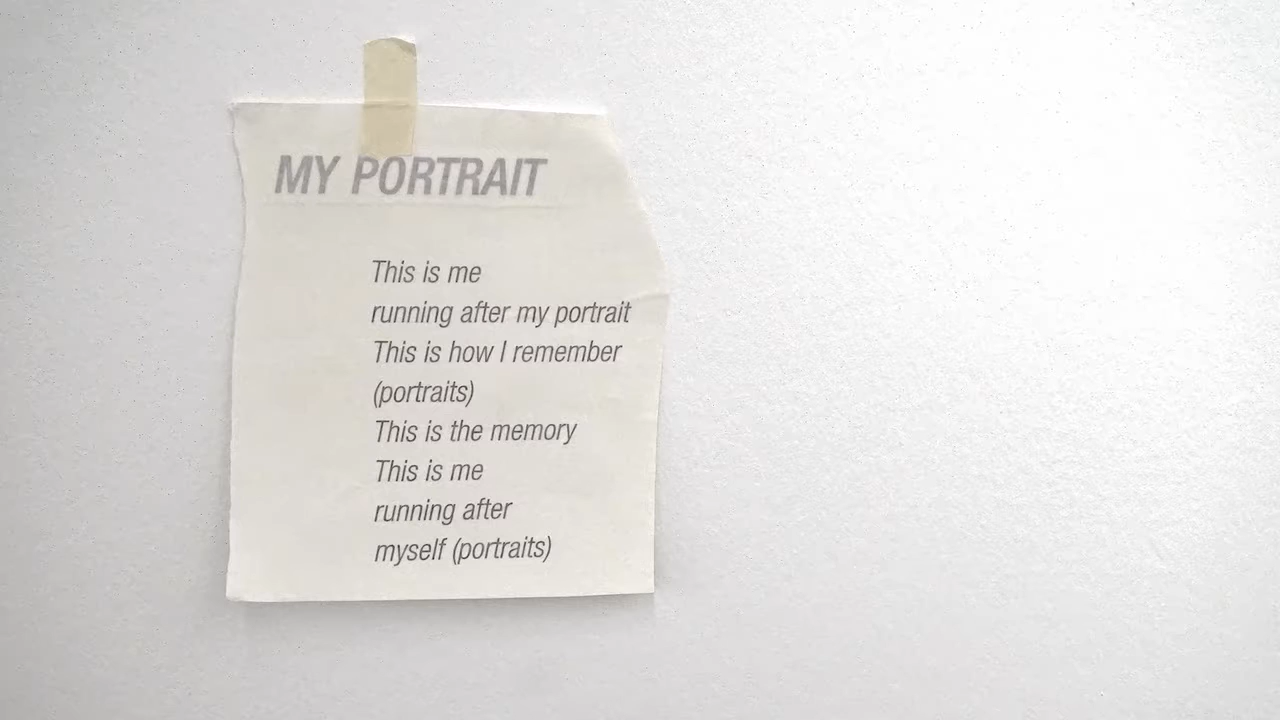 MY PORTRAIT
This is me
running after my portrait
This is how I remember
(portraits)
This is the memory
This is me
running after
myself (portraits)